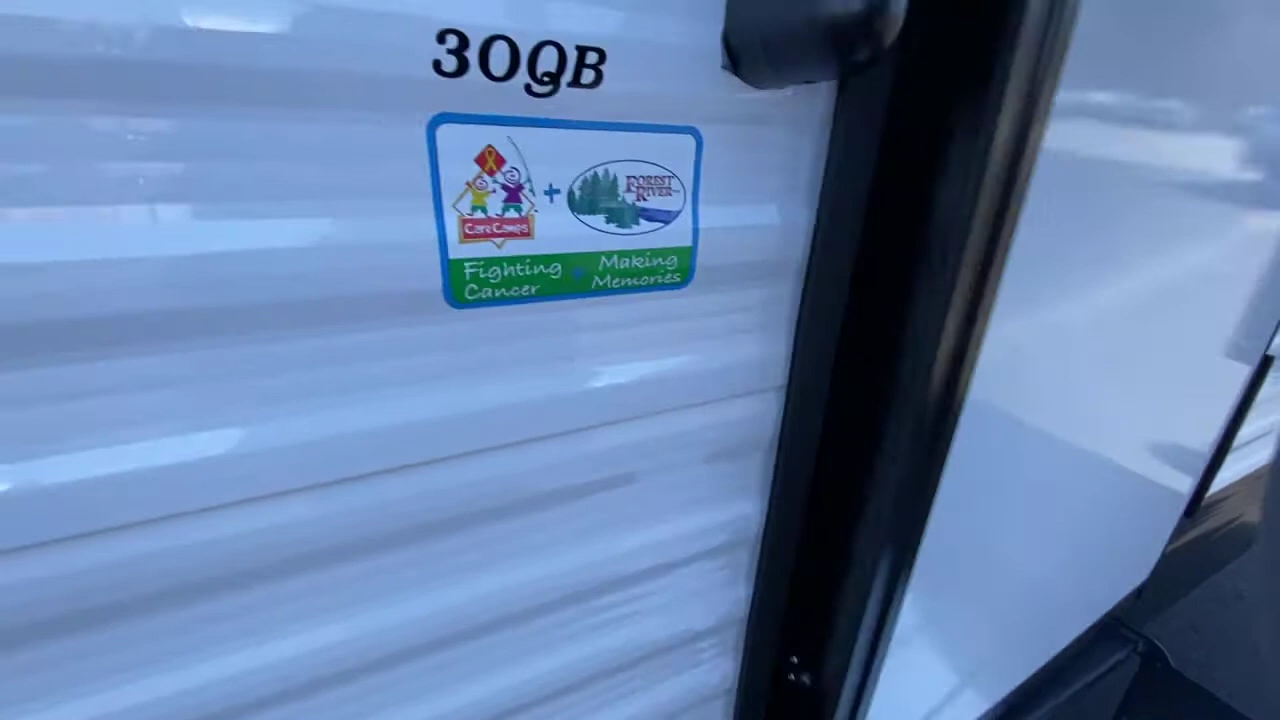 30QB
Care Camps
+
FOREST
RIVER
Fighting
Cancer
Making
Memories